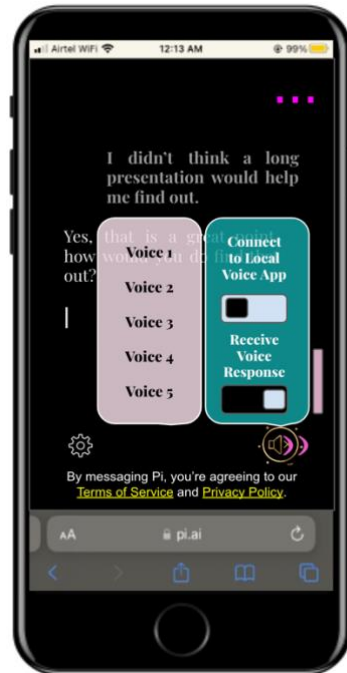 Airtel WiFi 12:13 AM 99%
I didn't think a long
presentation would help
me find out.
Yes, that is a great point,
how would you do find
out?
Voice 1
Voice 2
Voice 3
Voice 4
Voice 5
Connect
to Local
Voice App
Receive
Voice
Response
By messaging Pi, you're agreeing to our
Terms of Service and Privacy Policy.
AA pi.ai